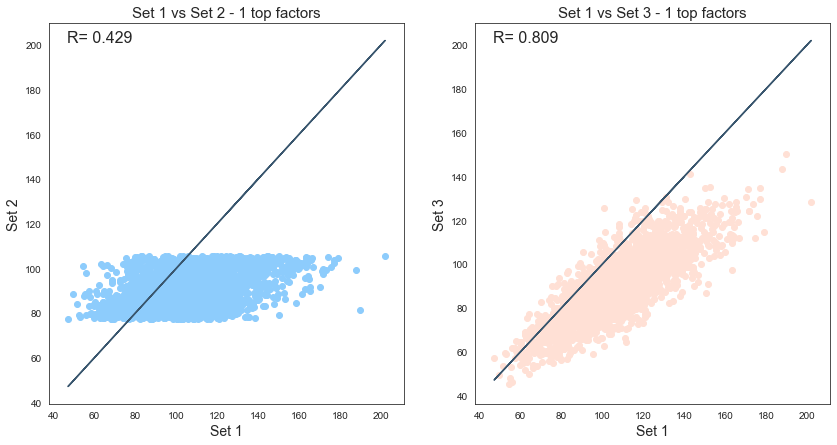 Set 1 vs Set 2 - 1 top factors
R= 0.429
200
180
160
140
120
100
80
60
40
Set 2
40 60 80 100 120 140 160 180 200
Set 1
Set 1 vs Set 3 - 1 top factors
R= 0.809
200
180
160
140
120
100
80
60
40
Set 3
40 60 80 100 120 140 160 180 200
Set 1